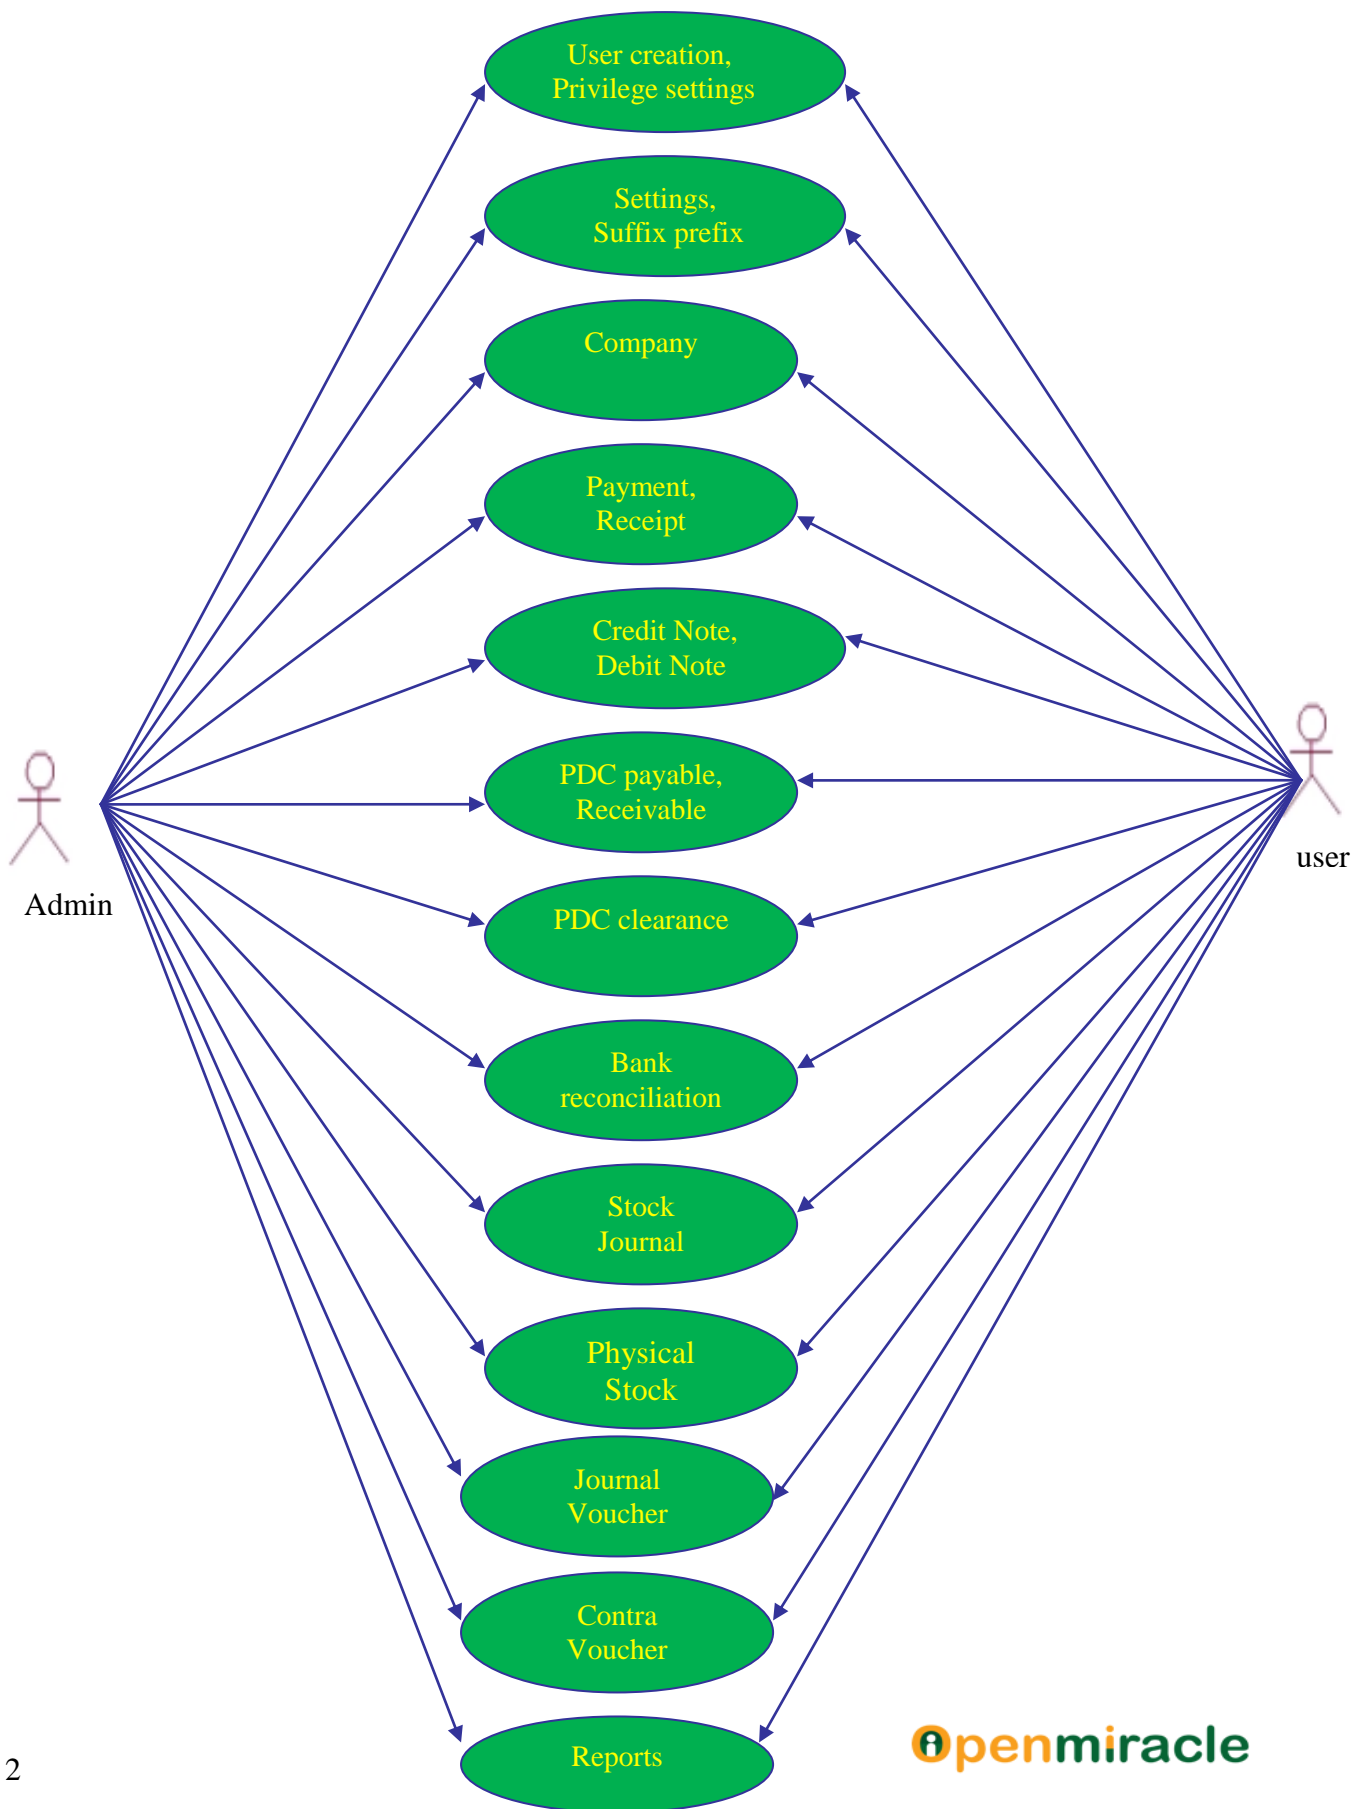 User creation,
Privilege settings
Settings,
Suffix prefix
Company
Payment,
Receipt
Credit Note,
Debit Note
PDC payable,
Receivable
user
Admin
PDC clearance
Bank
reconciliation
Stock
Journal
Physical
Stock
Journal
Voucher
Contra
Voucher
Reports
Openmiracle
2